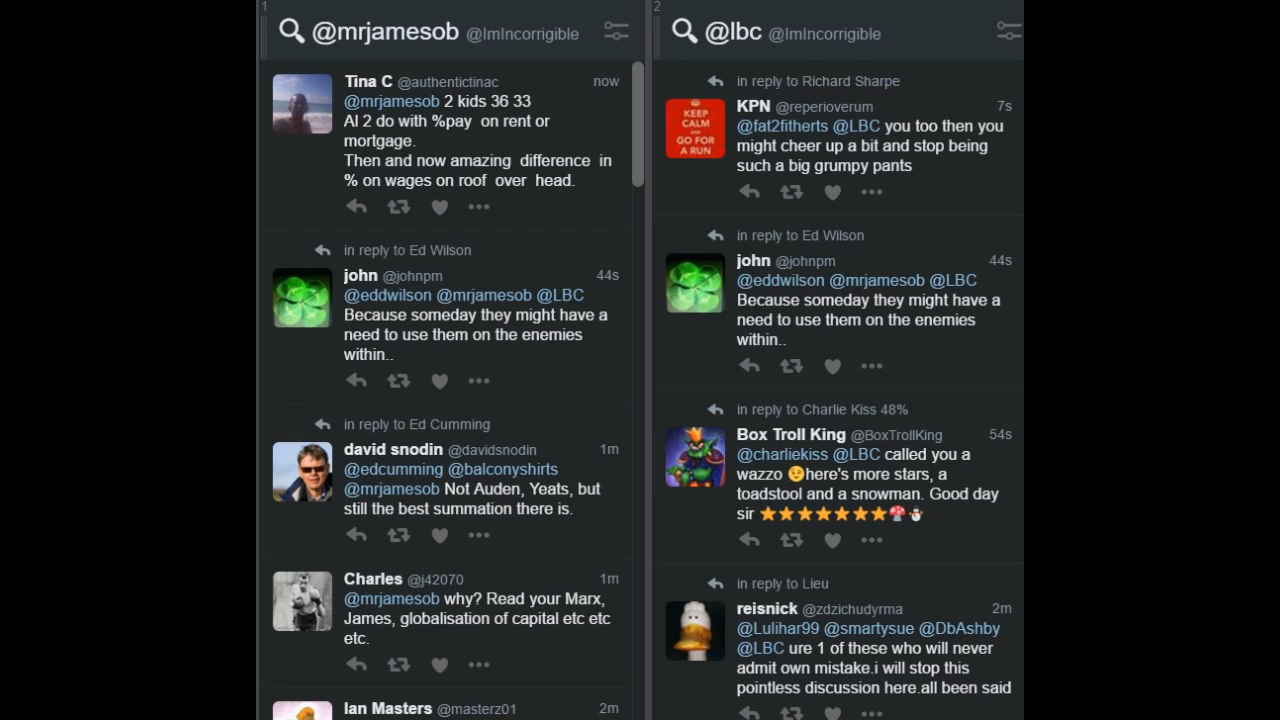 1
@mrjamesob @ImIncorrigible
Tina C @authentictinac now
@mrjamesob 2 kids 36 33
Al 2 do with %pay on rent or
mortgage.
Then and now amazing difference in
% on wages on roof over head.
in reply to Ed Wilson
john @johnpm 44s
@eddwilson @mrjamesob @LBC
Because someday they might have a
need to use them on the enemies
within..
in reply to Ed Cumming
david snodin @davidsnodin 1m
@edcumming @balconyshirts
@mrjamesob Not Auden, Yeats, but
still the best summation there is.
Charles @j42070 1m
@mrjamesob why? Read your Marx,
James, globalisation of capital etc etc
etc.
Ian Masters @masterz01 2m
2
@lbc @ImIncorrigible
in reply to Richard Sharpe
KEEP
CALM
AND
GO FOR
A RUN
KPN @reperioverum 7s
@fat2fitherts @LBC you too then you
might cheer up a bit and stop being
such a big grumpy pants
in reply to Ed Wilson
john @johnpm 44s
@eddwilson @mrjamesob @LBC
Because someday they might have a
need to use them on the enemies
within..
in reply to Charlie Kiss 48%
Box Troll King @BoxTrollKing 54s
@charliekiss @LBC called you a
wazzo 😉here's more stars, a
toadstool and a snowman. Good day
sir ⭐⭐⭐⭐⭐⭐⭐🍄⛄
in reply to Lieu
reisnick @zdzichudyrma 2m
@Lulihar99 @smartysue @DbAshby
@LBC ure 1 of these who will never
admit own mistake.i will stop this
pointless discussion here.all been said